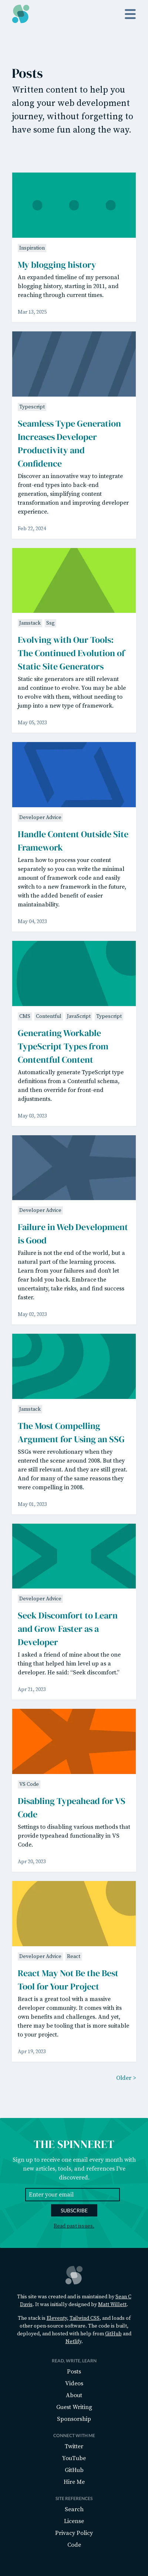 Posts
Written content to help you
along your web development
journey, without forgetting to
have some fun along the way.
Inspiration
My blogging history
An expanded timeline of my personal
blogging history, starting in 2011, and
reaching through current times.
Mar 13, 2025
Typescript
Seamless Type Generation
Increases Developer
Productivity and
Confidence
Discover an innovative way to integrate
front-end types into back-end
generation, simplifying content
transformation and improving developer
experience.
Feb 22, 2024
Jamstack Ssg
Evolving with Our Tools:
The Continued Evolution of
Static Site Generators
Static site generators are still relevant
and continue to evolve. You may be able
to evolve with them, without needing to
jump into a new type of framework.
May 05, 2023
Developer Advice
Handle Content Outside Site
Framework
Learn how to process your content
separately so you can write the minimal
amount of framework code and easily
switch to a new framework in the future,
with the added benefit of easier
maintainability.
May 04, 2023
CMS Contentful JavaScript Typescript
Generating Workable
TypeScript Types from
Contentful Content
Automatically generate TypeScript type
definitions from a Contentful schema,
and then override for front-end
adjustments.
May 03, 2023
Developer Advice
Failure in Web Development
is Good
Failure is not the end of the world, but a
natural part of the learning process.
Learn from your failures and don't let
fear hold you back. Embrace the
uncertainty, take risks, and find success
faster.
May 02, 2023
Jamstack
The Most Compelling
Argument for Using an SSG
SSGs were revolutionary when they
entered the scene around 2008. But they
are still relevant. And they are still great.
And for many of the same reasons they
were compelling in 2008.
May 01, 2023
Developer Advice
Seek Discomfort to Learn
and Grow Faster as a
Developer
I asked a friend of mine about the one
thing that helped him level up as a
developer. He said: “Seek discomfort.”
Apr 21, 2023
VS Code
Disabling Typeahead for VS
Code
Settings to disabling various methods that
provide typeahead functionality in VS
Code.
Apr 20, 2023
Developer Advice React
React May Not Be the Best
Tool for Your Project
React is a great tool with a massive
developer community. It comes with its
own benefits and challenges. And yet,
there may tooling that is more suitable
to your project.
Apr 19, 2023
Older >
THE SPINNERET
Sign up to receive one email every month with
new articles, tools, and references I've
discovered.
Enter your email
SUBSCRIBE
Read past issues.
This site was created and is maintained by Sean C
Davis. It was initially designed by Matt Willett.
The stack is Eleventy, Tailwind CSS, and bunch of
other open source software. The code is built,
deployed, and hosted with help from GitHub and
Netlify.
READ, WRITE, LEARN
Posts
Videos
About
Guest Writing
Sponsorship
CONNECT WITH ME
Twitter
YouTube
GitHub
Hire Me
SITE REFERENCES
Search
License
Privacy Policy
Code